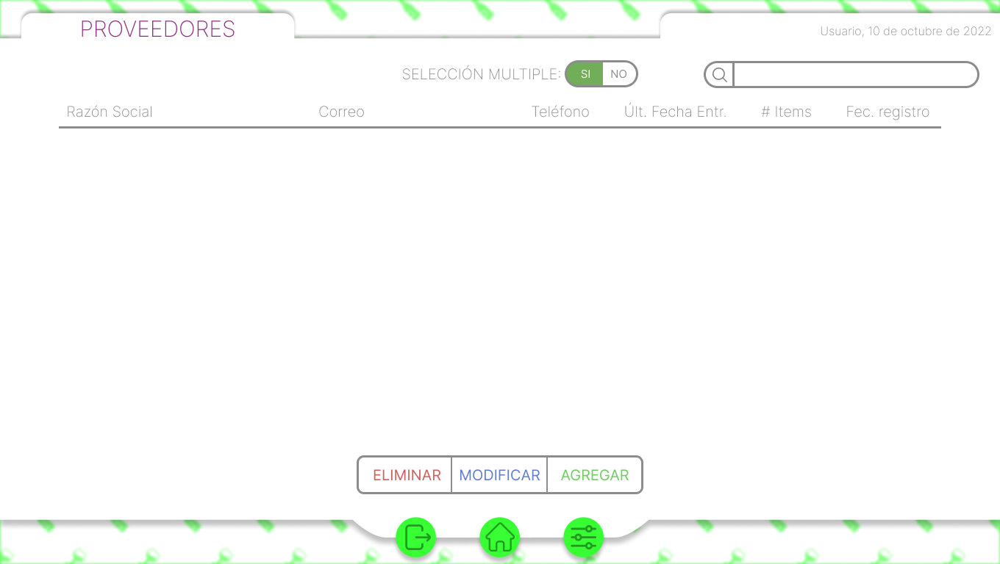 PROVEEDORES
Usuario, 10 de octubre de 2022
SELECCIÓN MULTIPLE: SI NO
Razón Social Correo Teléfono Últ. Fecha Entr. # Items Fec. registro
ELIMINAR MODIFICAR AGREGAR